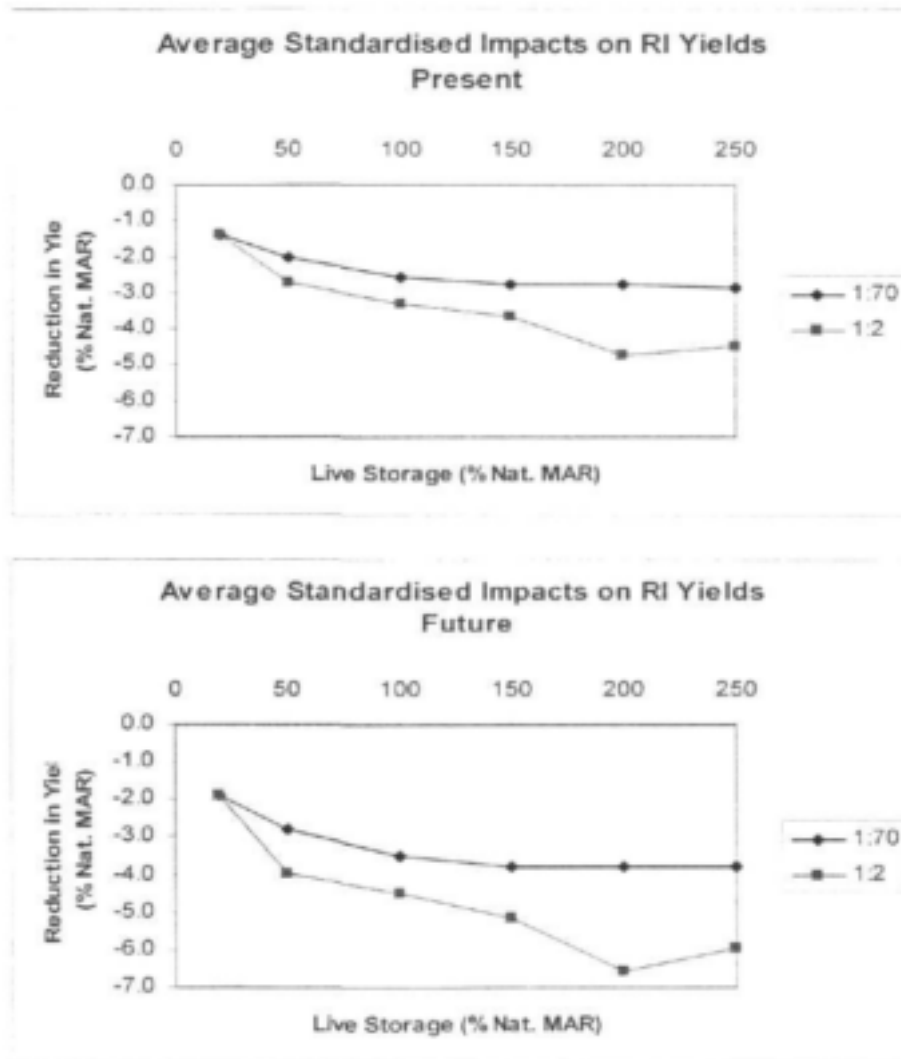 Average Standardised Impacts on RI Yields
Present
0 50 100 150 200 250
0.0
-1.0
-2.0
-3.0
-4.0
-5.0
-6.0
-7.0
Reduction in Yie
(% Nat. MAR)
Live Storage (% Nat. MAR)
1:70
1:2
Average Standardised Impacts on RI Yields
Future
0 50 100 150 200 250
0.0
-1.0
-2.0
-3.0
-4.0
-5.0
-6.0
-7.0
Reduction in Yie
(% Nat. MAR)
Live Storage (% Nat. MAR)
1:70
1:2